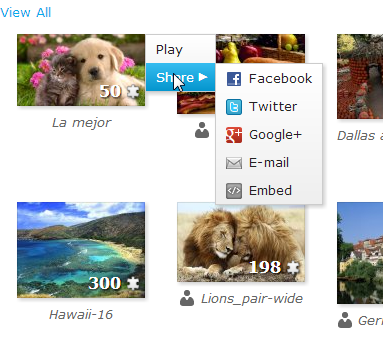 View All
Play
Share
Facebook
Twitter
Google+
E-mail
Embed
50
La mejor
Dallas
300
198
Hawaii-16
Lions_pair-wide
Ger